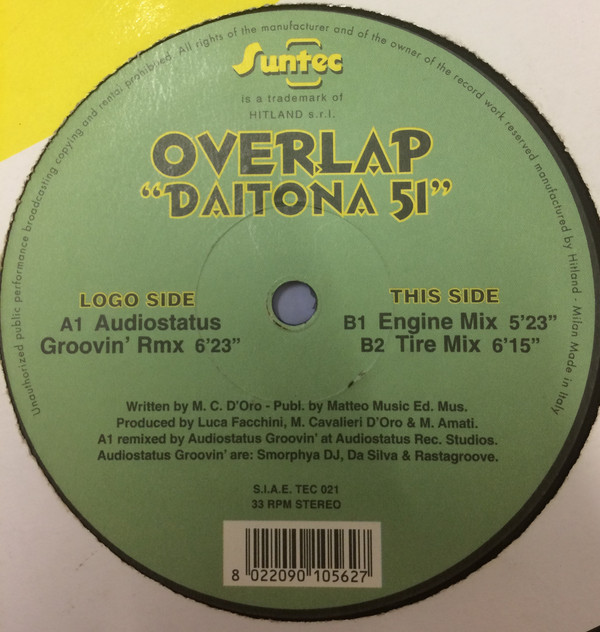 Unauthorized public performance broadcasting copying and rental prohibited. All rights of the manufacturer and of the owner of the record work reserved manufactured by Hitland - Milan Made in Italy
Suntec
is a trademark of
HITLAND s.r.l.
OVERLAP
“DAITONA 51”
LOGO SIDE
A1 Audiostatus
Groovin’ Rmx 6’23”
THIS SIDE
B1 Engine Mix 5’23”
B2 Tire Mix 6’15”
Written by M. C. D’Oro - Publ. by Matteo Music Ed. Mus.
Produced by Luca Facchini, M. Cavalieri D’Oro & M. Amati.
A1 remixed by Audiostatus Groovin’ at Audiostatus Rec. Studios.
Audiostatus Groovin’ are: Smorphya DJ, Da Silva & Rastagroove.
S.I.A.E. TEC 021
33 RPM STEREO
8 022090 105627